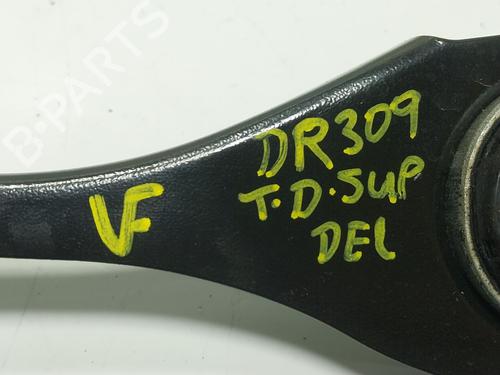 B-PARTS
VF
DR309
T.D.SUP
DEL